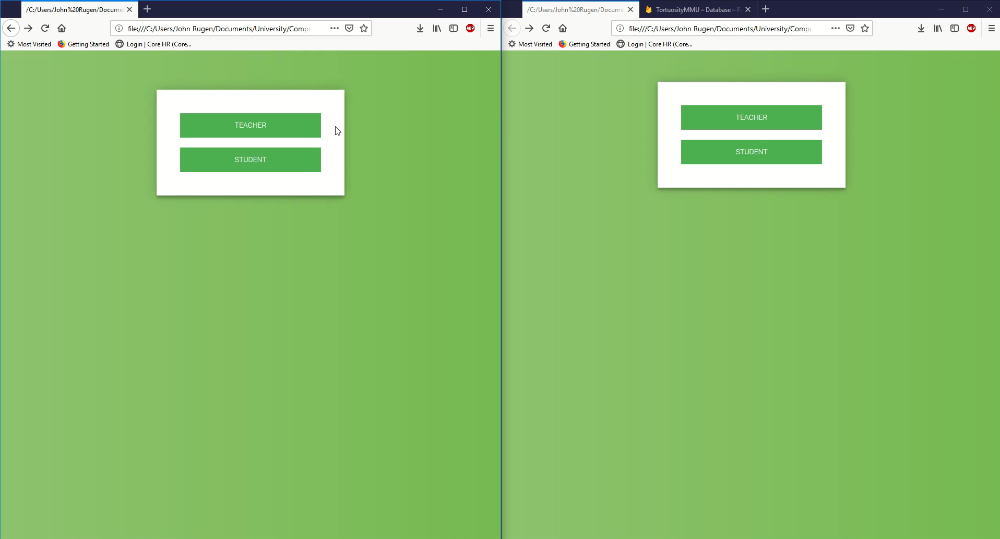 /C:/Users/John%20Rugen/Docume
file:///C:/Users/John Rugen/Documents/University/Compu
ABP
Most Visited
Getting Started
Login | Core HR (Core...
TEACHER
STUDENT
/C:/Users/John%20Rugen/Docume
TortuosityMMU – Database –
file:///C:/Users/John Rugen/Documents/University/Compu
ABP
Most Visited
Getting Started
Login | Core HR (Core...
TEACHER
STUDENT